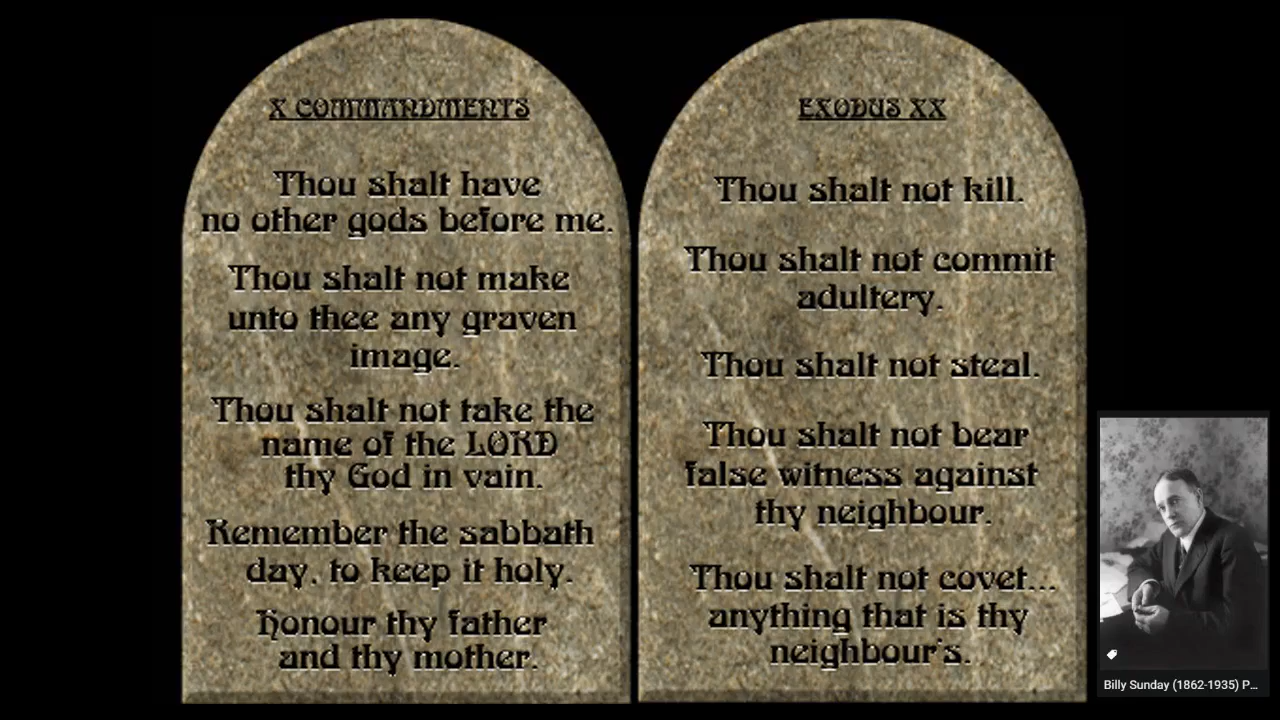 X COMMANDMENTS
Thou shalt have
no other gods before me.
Thou shalt not make
unto thee any graven
image.
Thou shalt not take the
name of the LORD
thy God in vain.
Remember the sabbath
day, to keep it holy.
Honour thy father
and thy mother.
EXODUS XX
Thou shalt not kill.
Thou shalt not commit
adultery.
Thou shalt not steal.
Thou shalt not bear
false witness against
thy neighbour.
Thou shalt not covet...
anything that is thy
neighbour's.
Billy Sunday (1862-1935) P...